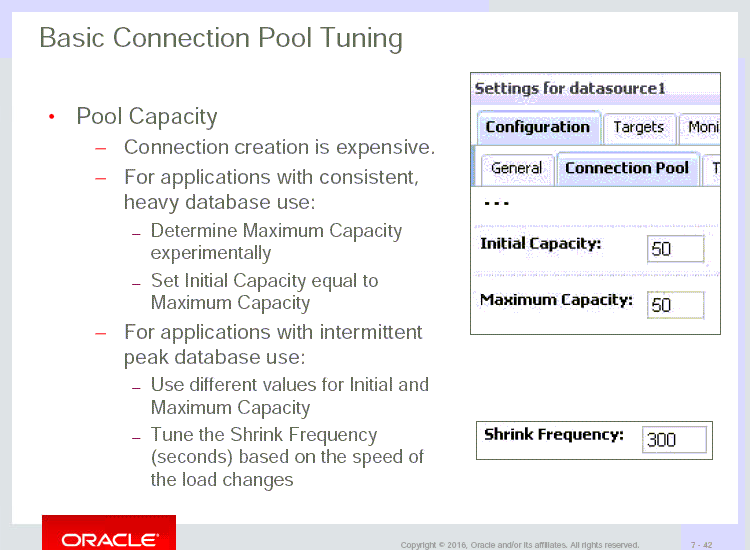 Basic Connection Pool Tuning
• Pool Capacity
– Connection creation is expensive.
– For applications with consistent,
heavy database use:
– Determine Maximum Capacity
experimentally
– Set Initial Capacity equal to
Maximum Capacity
– For applications with intermittent
peak database use:
– Use different values for Initial and
Maximum Capacity
– Tune the Shrink Frequency
(seconds) based on the speed of
the load changes
Settings for datasource1
Configuration Targets Moni
General Connection Pool T
...
Initial Capacity: 50
Maximum Capacity: 50
Shrink Frequency: 300
ORACLE
Copyright © 2016, Oracle and/or its affiliates. All rights reserved. 7 - 42